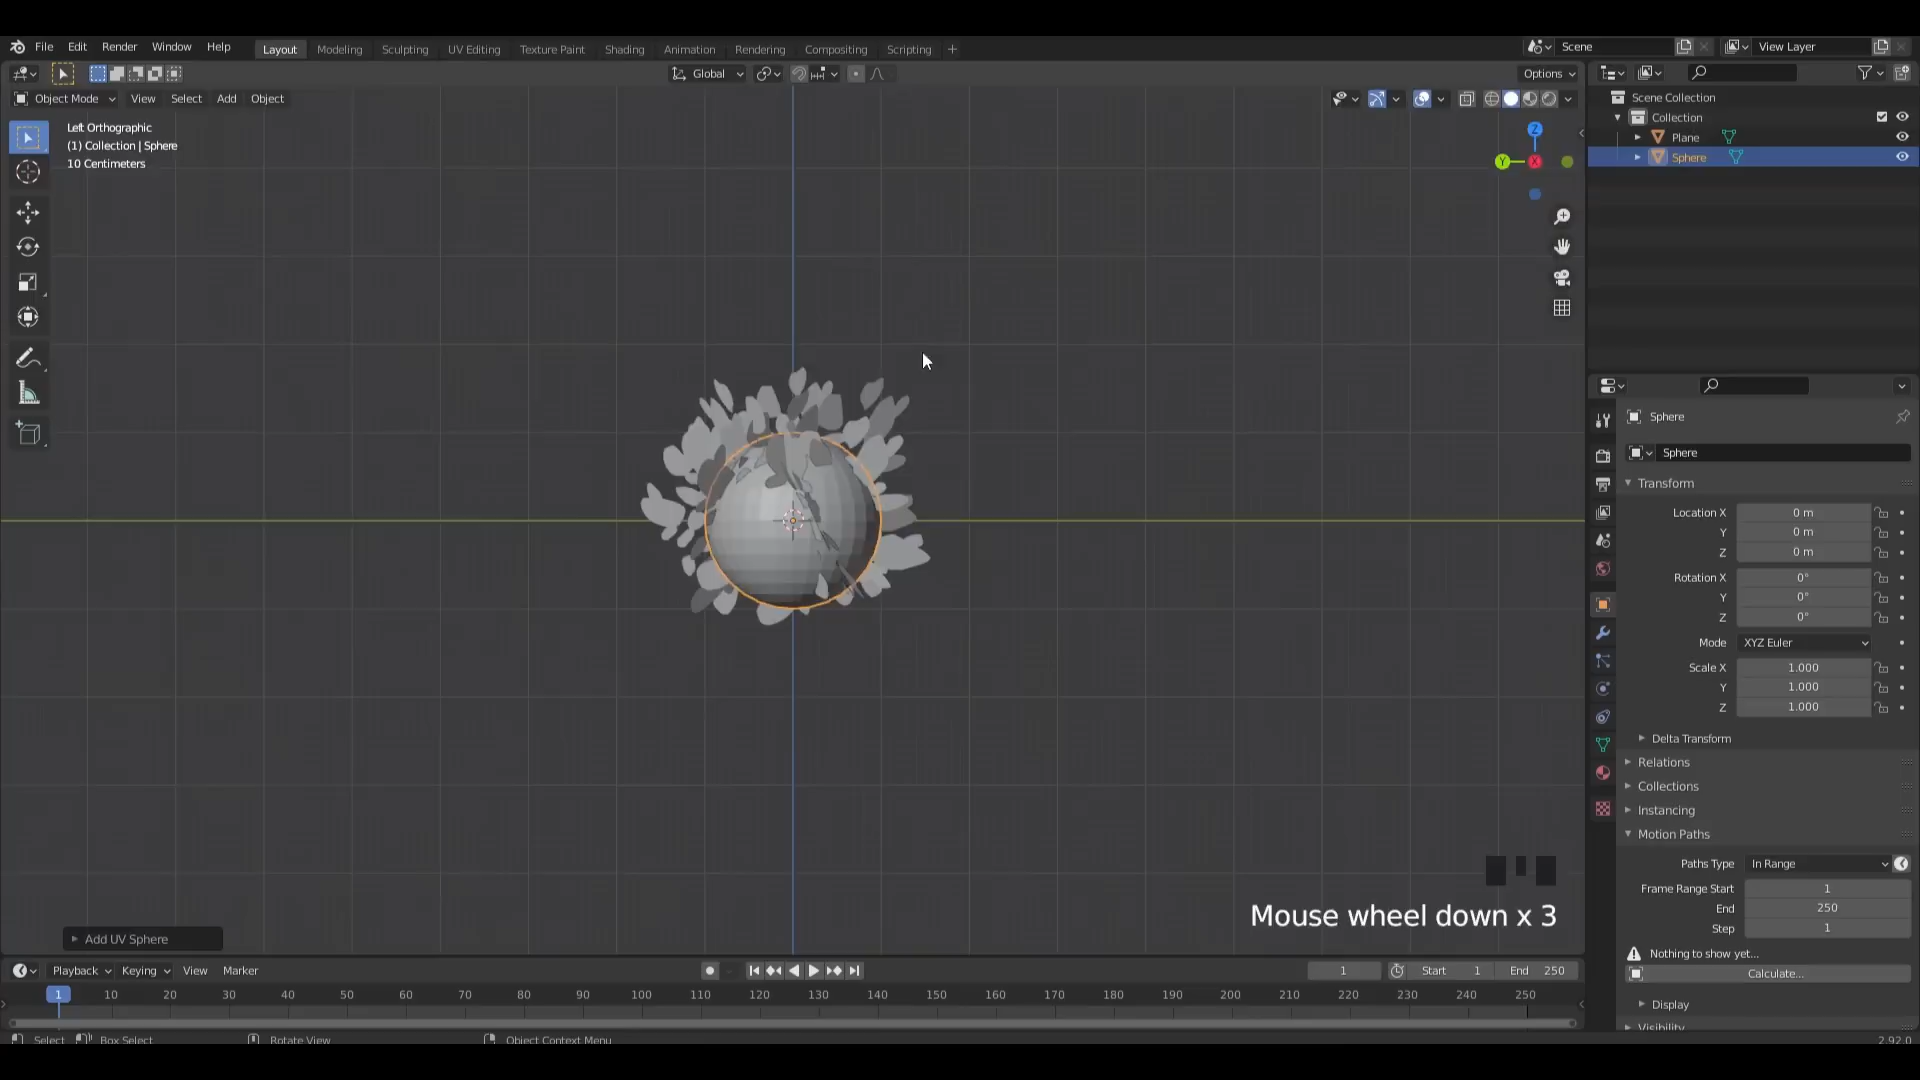 File Edit Render Window Help Layout Modeling Sculpting UV Editing Texture Paint Shading Animation Rendering Compositing Scripting + Scene View Layer
Global Options
Object Mode View Select Add Object
Left Orthographic
(1) Collection | Sphere
10 Centimeters
Z
Y X
Scene Collection
Collection
Plane
Sphere
Sphere
Sphere
Transform
Location X 0 m
Y 0 m
Z 0 m
Rotation X 0°
Y 0°
Z 0°
Mode XYZ Euler
Scale X 1.000
Y 1.000
Z 1.000
Delta Transform
Relations
Collections
Instancing
Motion Paths
Paths Type In Range
Frame Range Start 1
End 250
Step 1
Nothing to show yet...
Calculate...
Display
Visibility
Mouse wheel down x 3
Add UV Sphere
Playback Keying View Marker 1 Start 1 End 250
1 10 20 30 40 50 60 70 80 90 100 110 120 130 140 150 160 170 180 190 200 210 220 230 240 250
Select Box Select Rotate View Object Context Menu 2.92.0